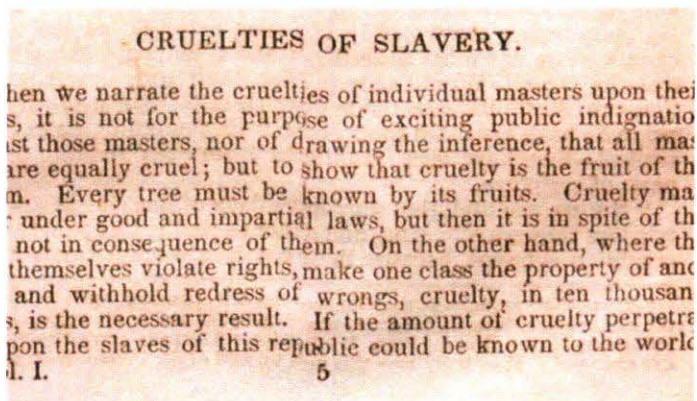 CRUELTIES OF SLAVERY.
hen we narrate the cruelties of individual masters upon thei
s, it is not for the purpose of exciting public indignatio
st those masters, nor of drawing the inference, that all mas
are equally cruel; but to show that cruelty is the fruit of th
m. Every tree must be known by its fruits. Cruelty ma
under good and impartial laws, but then it is in spite of th
not in consequence of them. On the other hand, where th
themselves violate rights, make one class the property of ano
and withhold redress of wrongs, cruelty, in ten thousan
s, is the necessary result. If the amount of cruelty perpetra
pon the slaves of this republic could be known to the world
l. I. 5